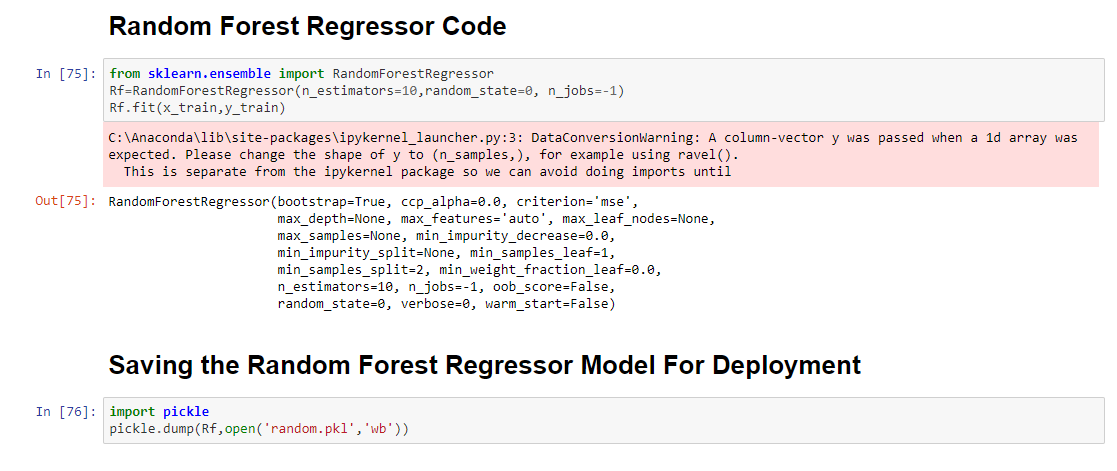 Random Forest Regressor Code
In [75]: from sklearn.ensemble import RandomForestRegressor
Rf=RandomForestRegressor(n_estimators=10,random_state=0, n_jobs=-1)
Rf.fit(x_train,y_train)
C:\Anaconda\lib\site-packages\ipykernel_launcher.py:3: DataConversionWarning: A column-vector y was passed when a 1d array was
expected. Please change the shape of y to (n_samples,), for example using ravel().
  This is separate from the ipykernel package so we can avoid doing imports until
Out[75]: RandomForestRegressor(bootstrap=True, ccp_alpha=0.0, criterion='mse',
max_depth=None, max_features='auto', max_leaf_nodes=None,
max_samples=None, min_impurity_decrease=0.0,
min_impurity_split=None, min_samples_leaf=1,
min_samples_split=2, min_weight_fraction_leaf=0.0,
n_estimators=10, n_jobs=-1, oob_score=False,
random_state=0, verbose=0, warm_start=False)
Saving the Random Forest Regressor Model For Deployment
In [76]: import pickle
pickle.dump(Rf,open('random.pkl','wb'))